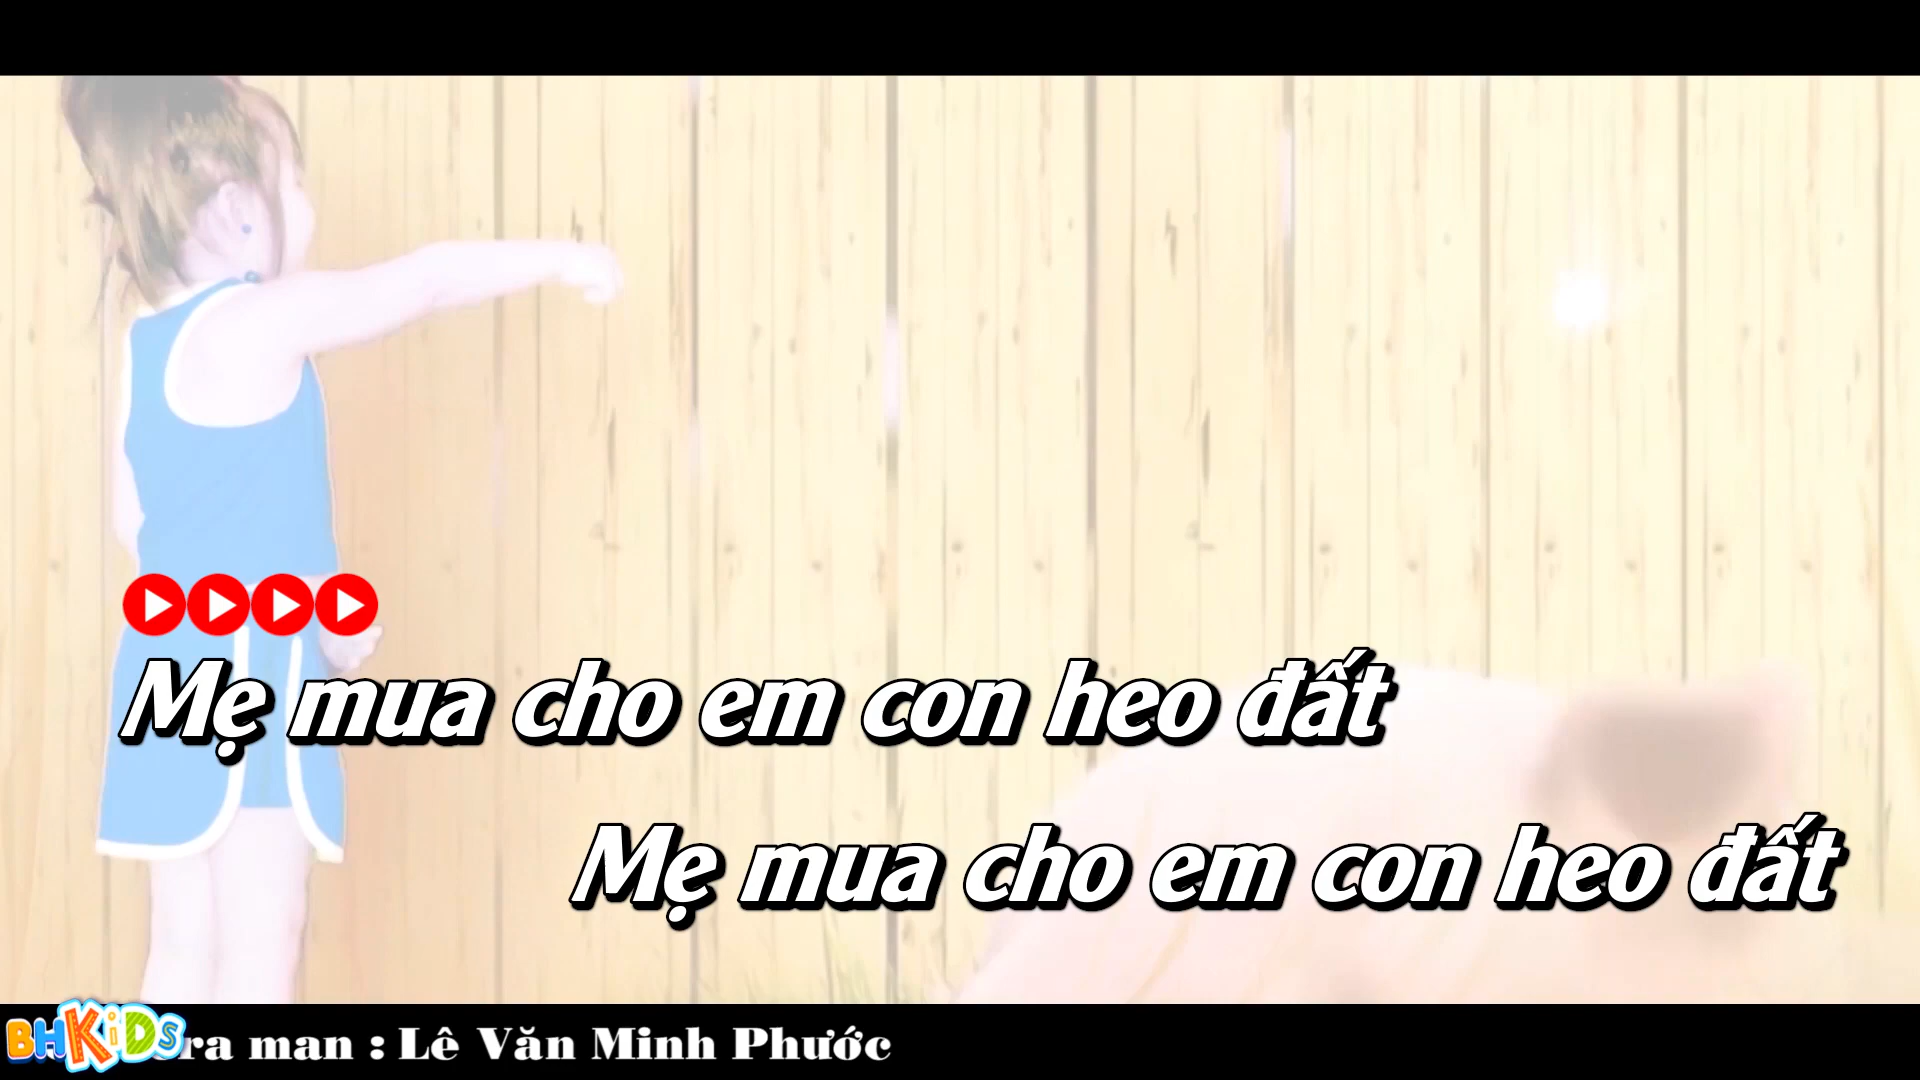 Mẹ mua cho em con heo đất
Mẹ mua cho em con heo đất
BHKiDS
ra man : Lê Văn Minh Phước